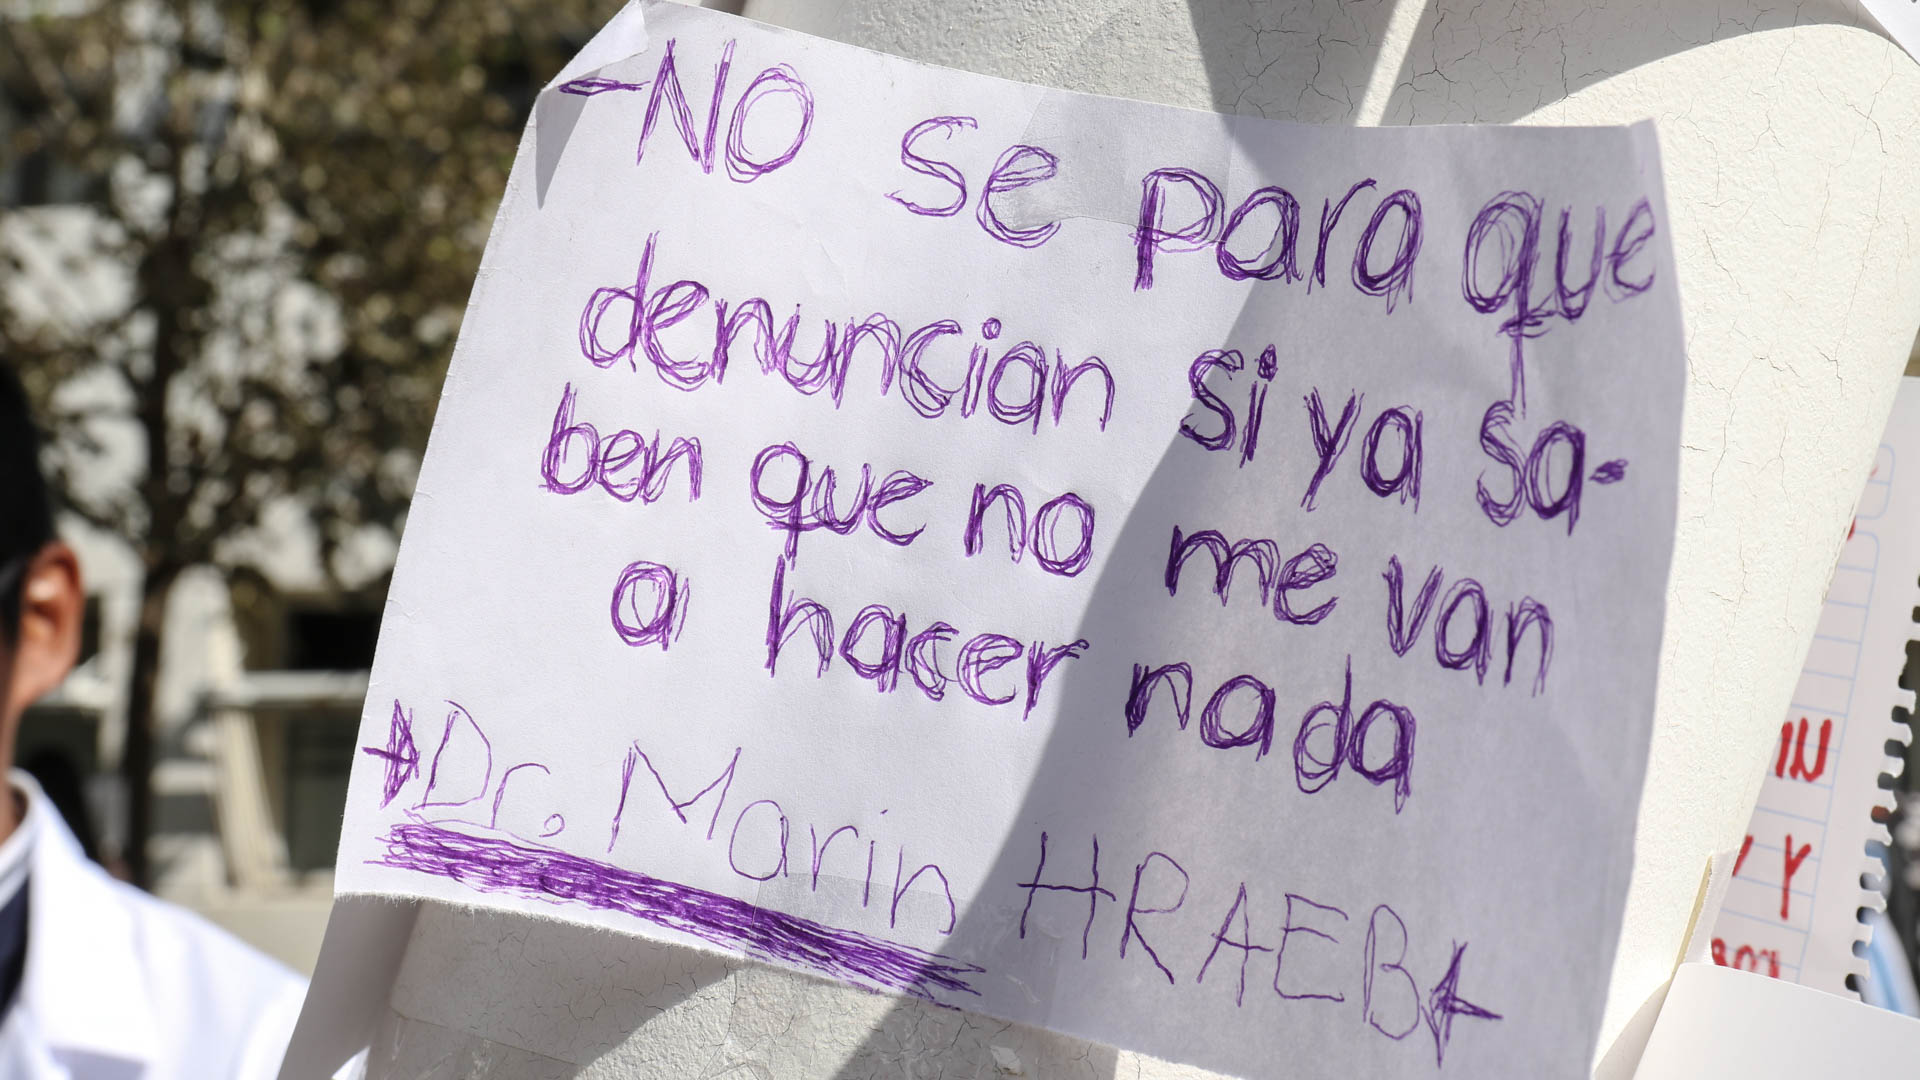 -NO se para que
denuncian si ya sa-
ben que no me van
a hacer nada
→Dr. Marin HRAEB←
Y